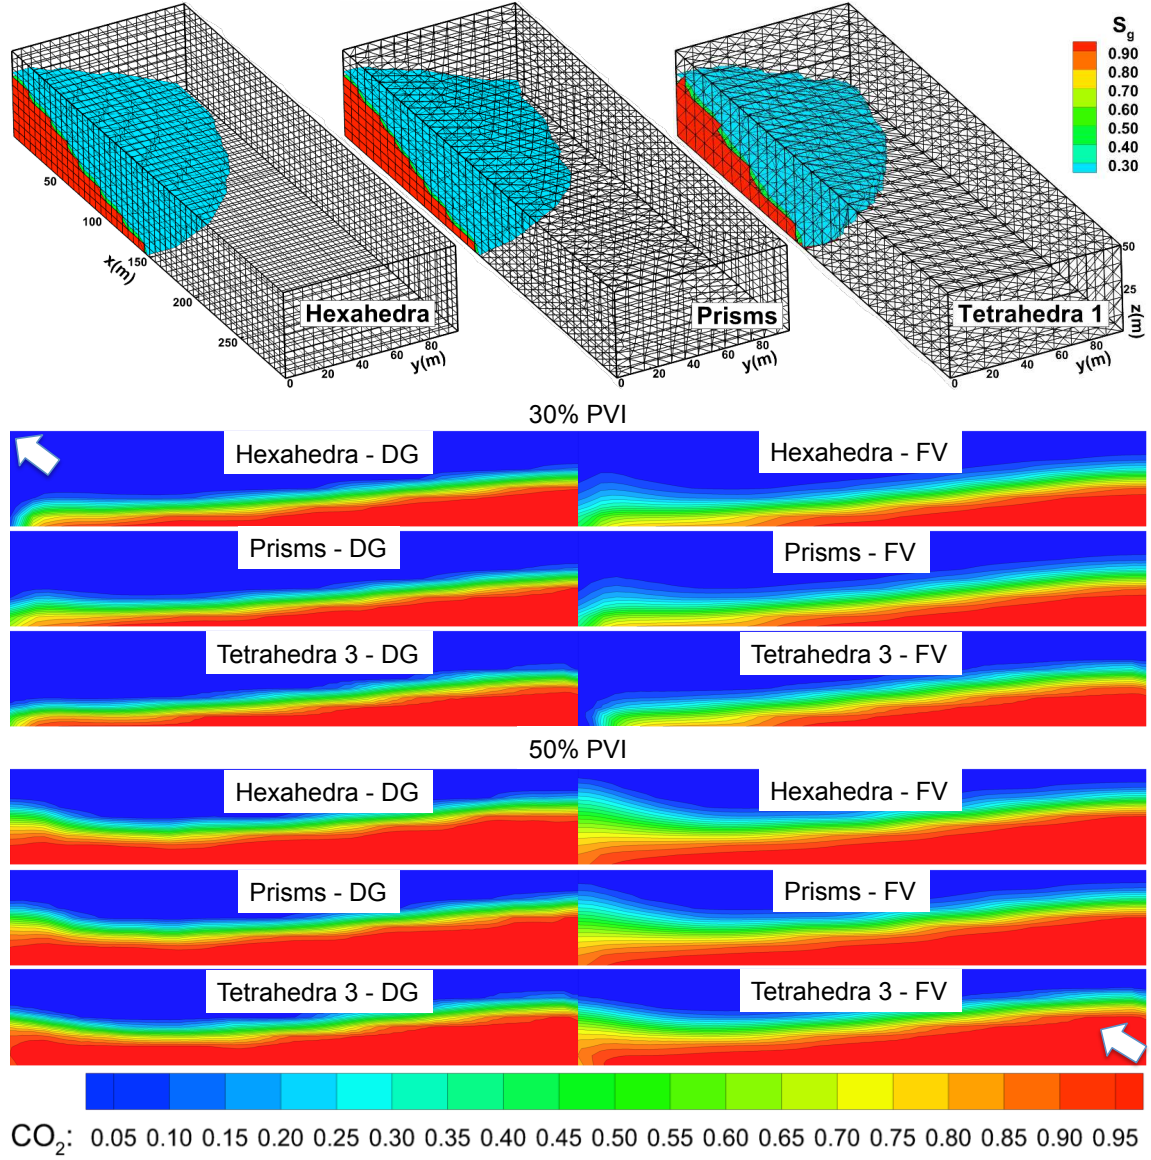 S_g
0.90
0.80
0.70
0.60
0.50
0.40
0.30
50
100
150
x(m)
200
250
Hexahedra
0 20 40 60 80
y(m)
Prisms
0 20 40 60 80
y(m)
Tetrahedra 1
0 20 40 60 80
y(m)
50
25
z(m)
30% PVI
Hexahedra - DG
Hexahedra - FV
Prisms - DG
Prisms - FV
Tetrahedra 3 - DG
Tetrahedra 3 - FV
50% PVI
Hexahedra - DG
Hexahedra - FV
Prisms - DG
Prisms - FV
Tetrahedra 3 - DG
Tetrahedra 3 - FV
CO₂: 0.05 0.10 0.15 0.20 0.25 0.30 0.35 0.40 0.45 0.50 0.55 0.60 0.65 0.70 0.75 0.80 0.85 0.90 0.95